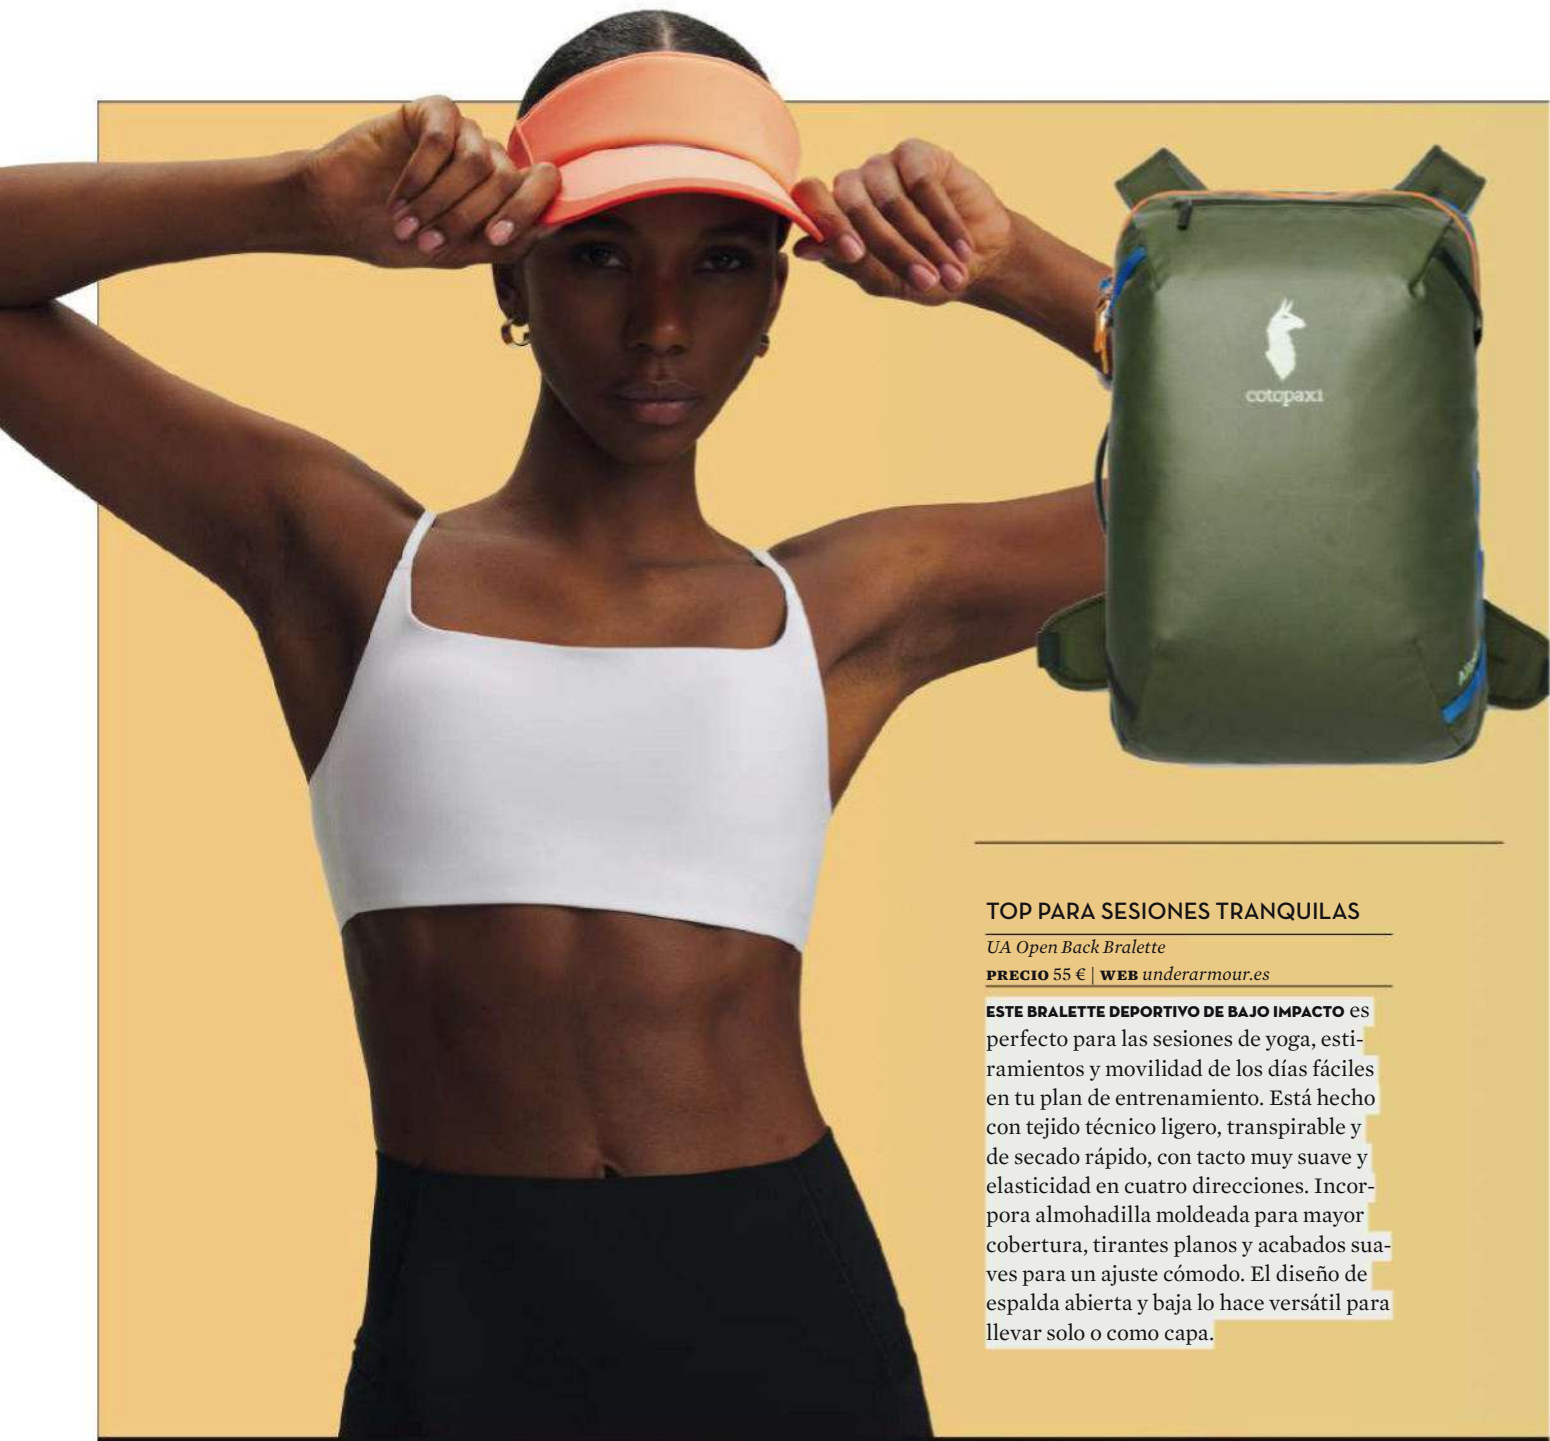 cotopaxi
TOP PARA SESIONES TRANQUILAS
UA Open Back Bralette
PRECIO 55 € | WEB underarmour.es
ESTE BRALETTE DEPORTIVO DE BAJO IMPACTO es
perfecto para las sesiones de yoga, esti-
ramientos y movilidad de los días fáciles
en tu plan de entrenamiento. Está hecho
con tejido técnico ligero, transpirable y
de secado rápido, con tacto muy suave y
elasticidad en cuatro direcciones. Incor-
pora almohadilla moldeada para mayor
cobertura, tirantes planos y acabados sua-
ves para un ajuste cómodo. El diseño de
espalda abierta y baja lo hace versátil para
llevar solo o como capa.